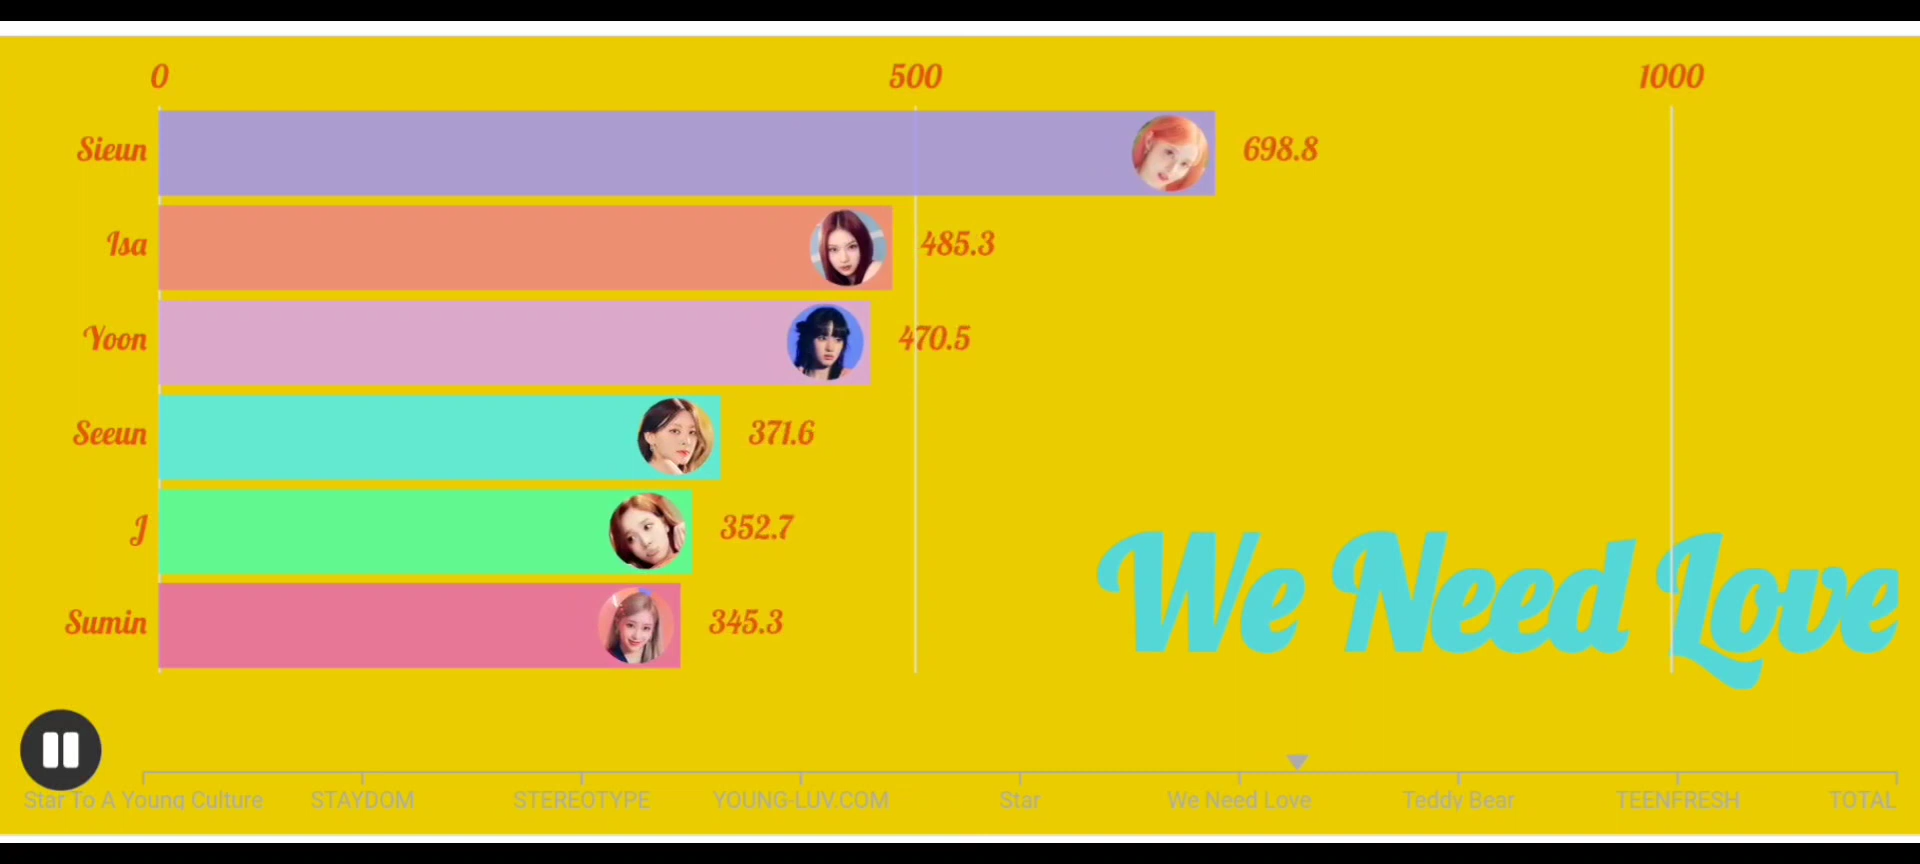 0 500 1000
Sieun 698.8
Isa 485.3
Yoon 470.5
Seeun 371.6
J 352.7
Sumin 345.3
We Need Love
Star To A Young Culture STAYDOM STEREOTYPE YOUNG-LUV.COM Star We Need Love Teddy Bear TEENFRESH TOTAL